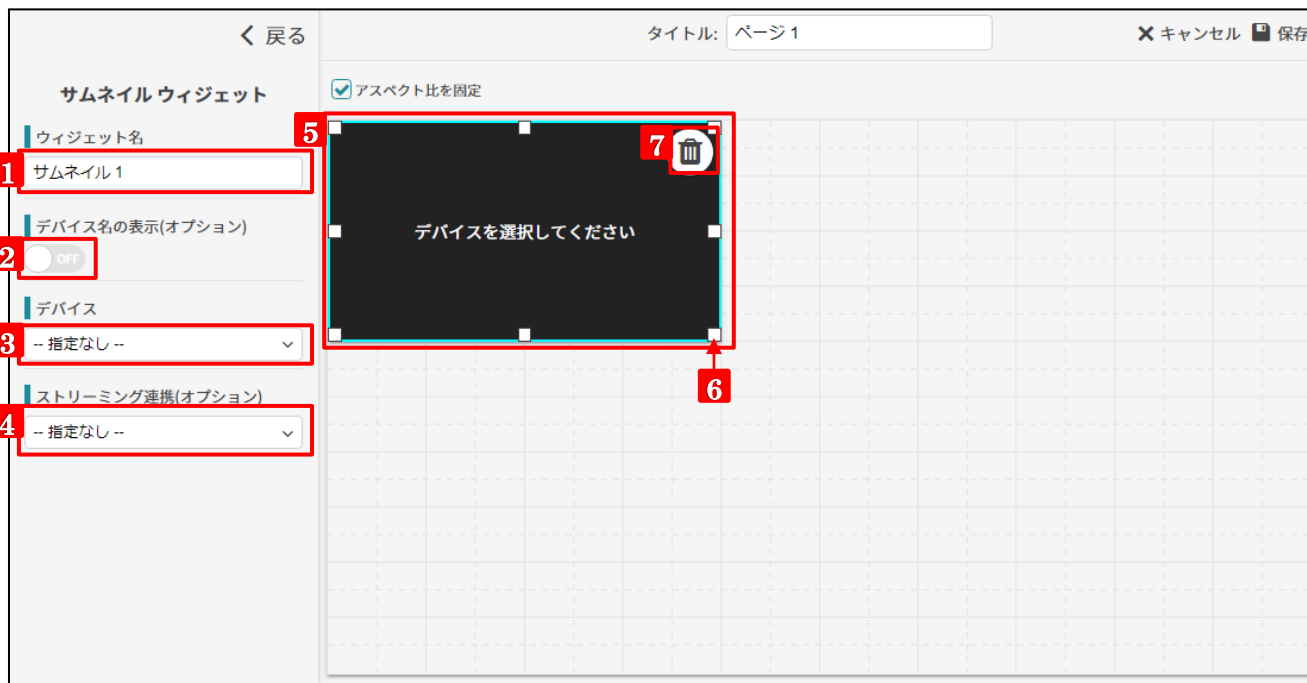 戻る
タイトル: ページ 1
キャンセル 保存
サムネイル ウィジェット
アスペクト比を固定
ウィジェット名
5
7
1
サムネイル 1
デバイス名の表示(オプション)
デバイスを選択してください
2
OFF
デバイス
3
-- 指定なし --
6
ストリーミング連携(オプション)
4
-- 指定なし --